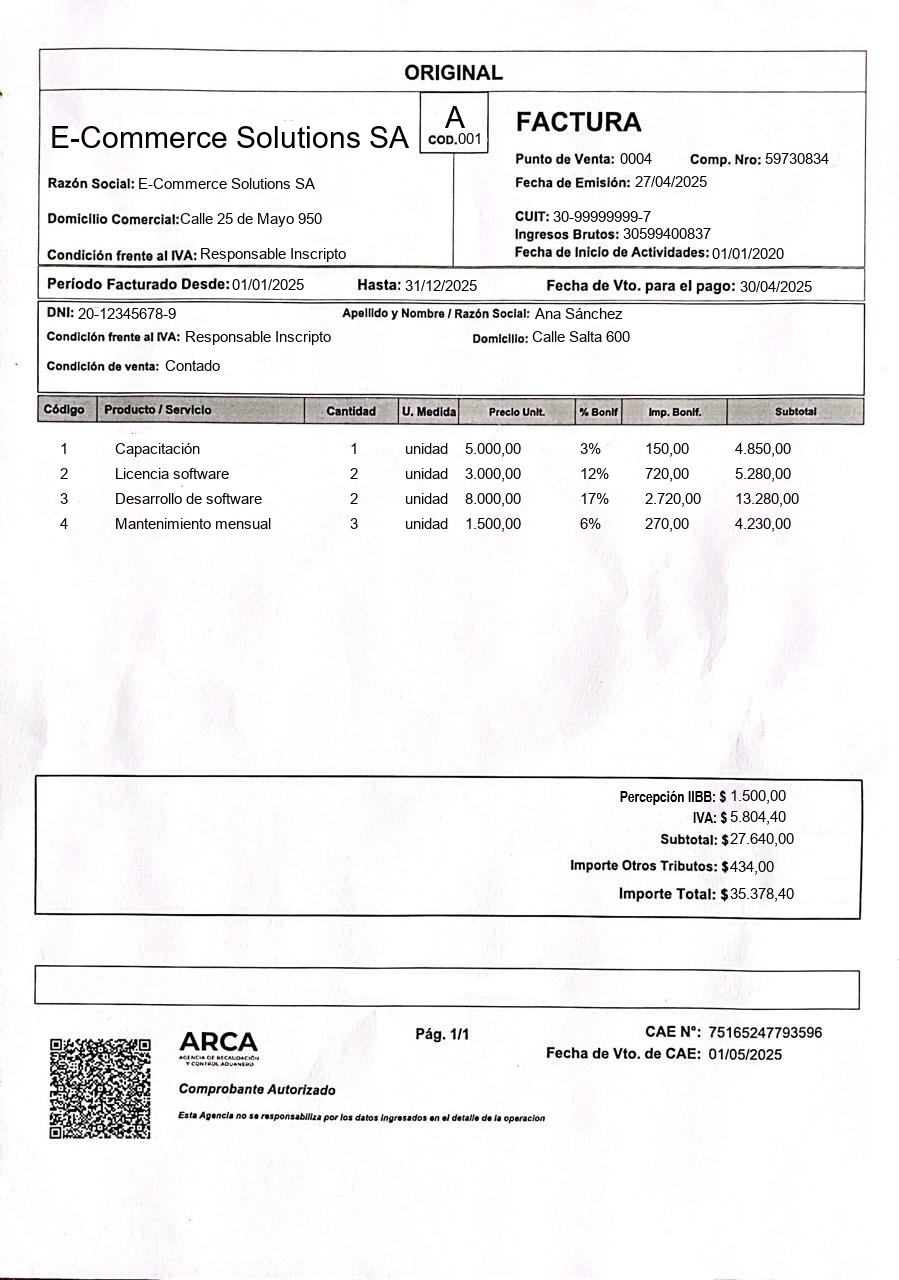 ORIGINAL
E-Commerce Solutions SA
A
COD.001
FACTURA
Punto de Venta: 0004 Comp. Nro: 59730834
Razón Social: E-Commerce Solutions SA
Fecha de Emisión: 27/04/2025
Domicilio Comercial:Calle 25 de Mayo 950
CUIT: 30-99999999-7
Ingresos Brutos: 30599400837
Condición frente al IVA: Responsable Inscripto
Fecha de Inicio de Actividades: 01/01/2020
Período Facturado Desde: 01/01/2025 Hasta: 31/12/2025 Fecha de Vto. para el pago: 30/04/2025
DNI: 20-12345678-9 Apellido y Nombre / Razón Social: Ana Sánchez
Condición frente al IVA: Responsable Inscripto Domicilio: Calle Salta 600
Condición de venta: Contado
Código Producto / Servicio Cantidad U. Medida Precio Unit. % Bonif Imp. Bonif. Subtotal
1 Capacitación 1 unidad 5.000,00 3% 150,00 4.850,00
2 Licencia software 2 unidad 3.000,00 12% 720,00 5.280,00
3 Desarrollo de software 2 unidad 8.000,00 17% 2.720,00 13.280,00
4 Mantenimiento mensual 3 unidad 1.500,00 6% 270,00 4.230,00
Percepción IIBB: $ 1.500,00
IVA: $ 5.804,40
Subtotal: $ 27.640,00
Importe Otros Tributos: $ 434,00
Importe Total: $ 35.378,40
ARCA
AGENCIA DE RECAUDACIÓN
Y CONTROL ADUANERO
Pág. 1/1
CAE N°: 75165247793596
Fecha de Vto. de CAE: 01/05/2025
Comprobante Autorizado
Esta Agencia no se responsabiliza por los datos ingresados en el detalle de la operación